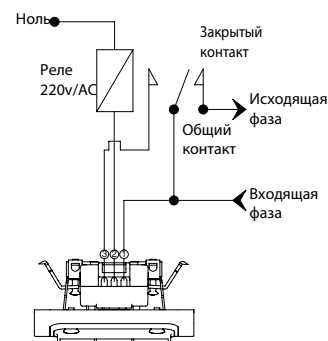 Ноль
Закрытый
контакт
Реле
220v/AC
Исходящая
фаза
Общий
контакт
Входящая
фаза
3 2 1